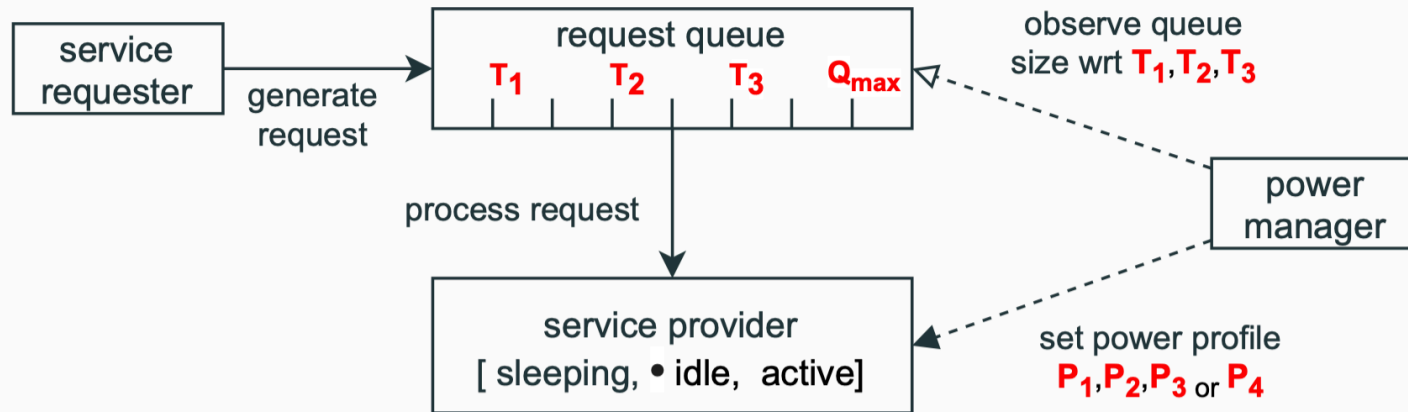 service
requester
generate
request
request queue
T1 T2 T3 Qmax
process request
service provider
[ sleeping, • idle, active]
observe queue
size wrt T1,T2,T3
power
manager
set power profile
P1,P2,P3 or P4